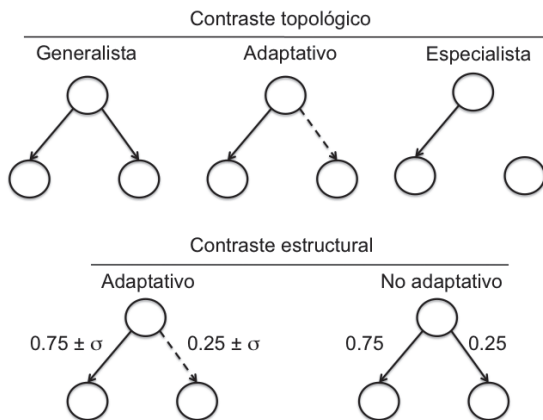 Contraste topológico
Generalista Adaptativo Especialista
Contraste estructural
Adaptativo No adaptativo
0.75 ± σ 0.25 ± σ 0.75 0.25